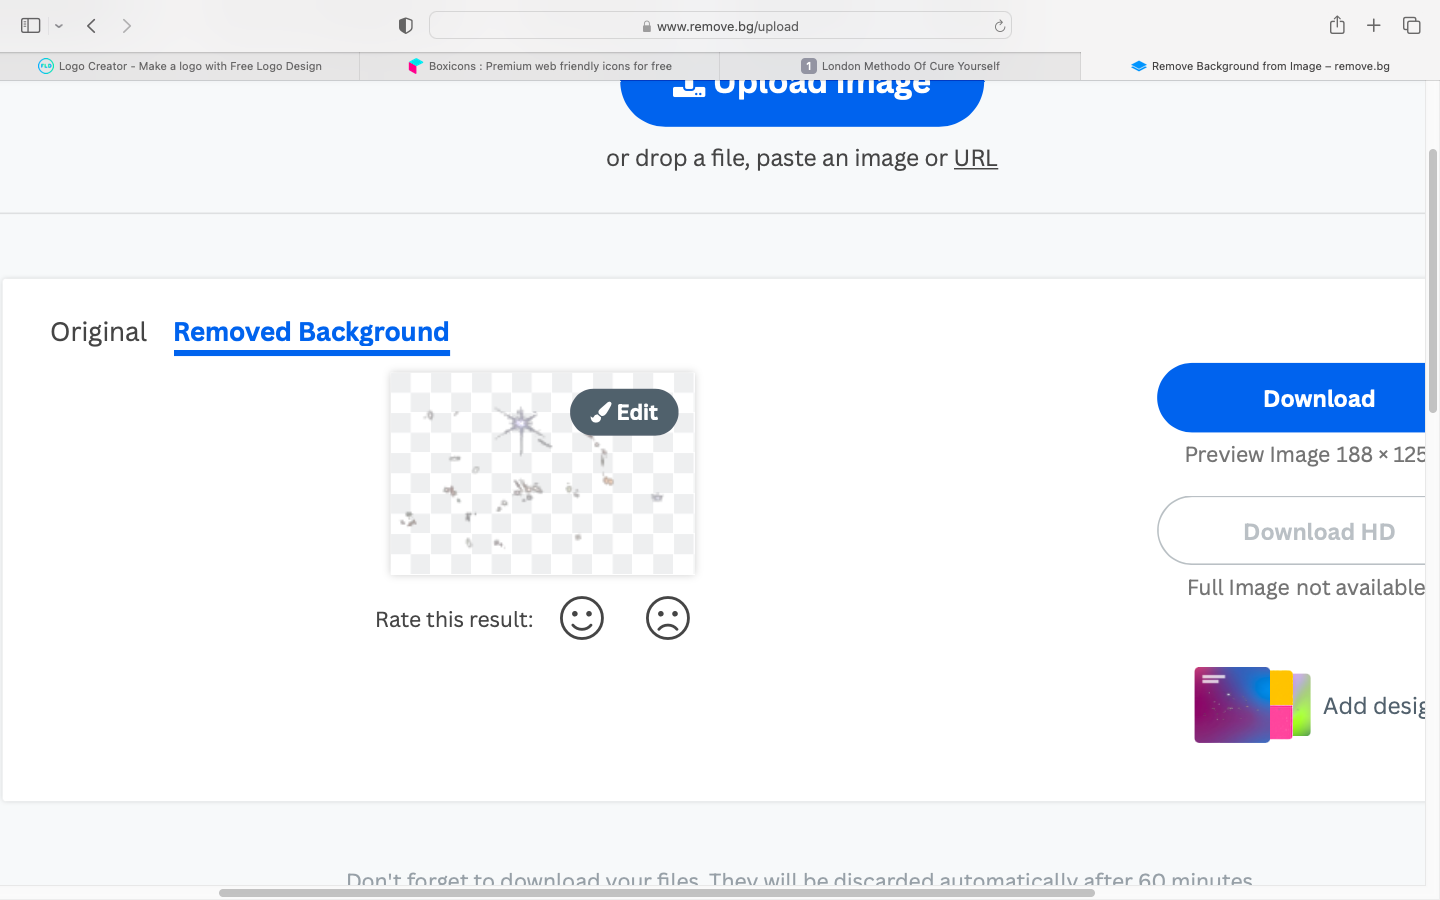 www.remove.bg/upload
FLD Logo Creator - Make a logo with Free Logo Design
Boxicons : Premium web friendly icons for free
1 London Methodo Of Cure Yourself
Remove Background from Image – remove.bg
Upload Image
or drop a file, paste an image or URL
Original Removed Background
Edit
Download
Preview Image 188 × 125
Download HD
Full Image not available
Rate this result:
Add desig
Don't forget to download your files. They will be discarded automatically after 60 minutes